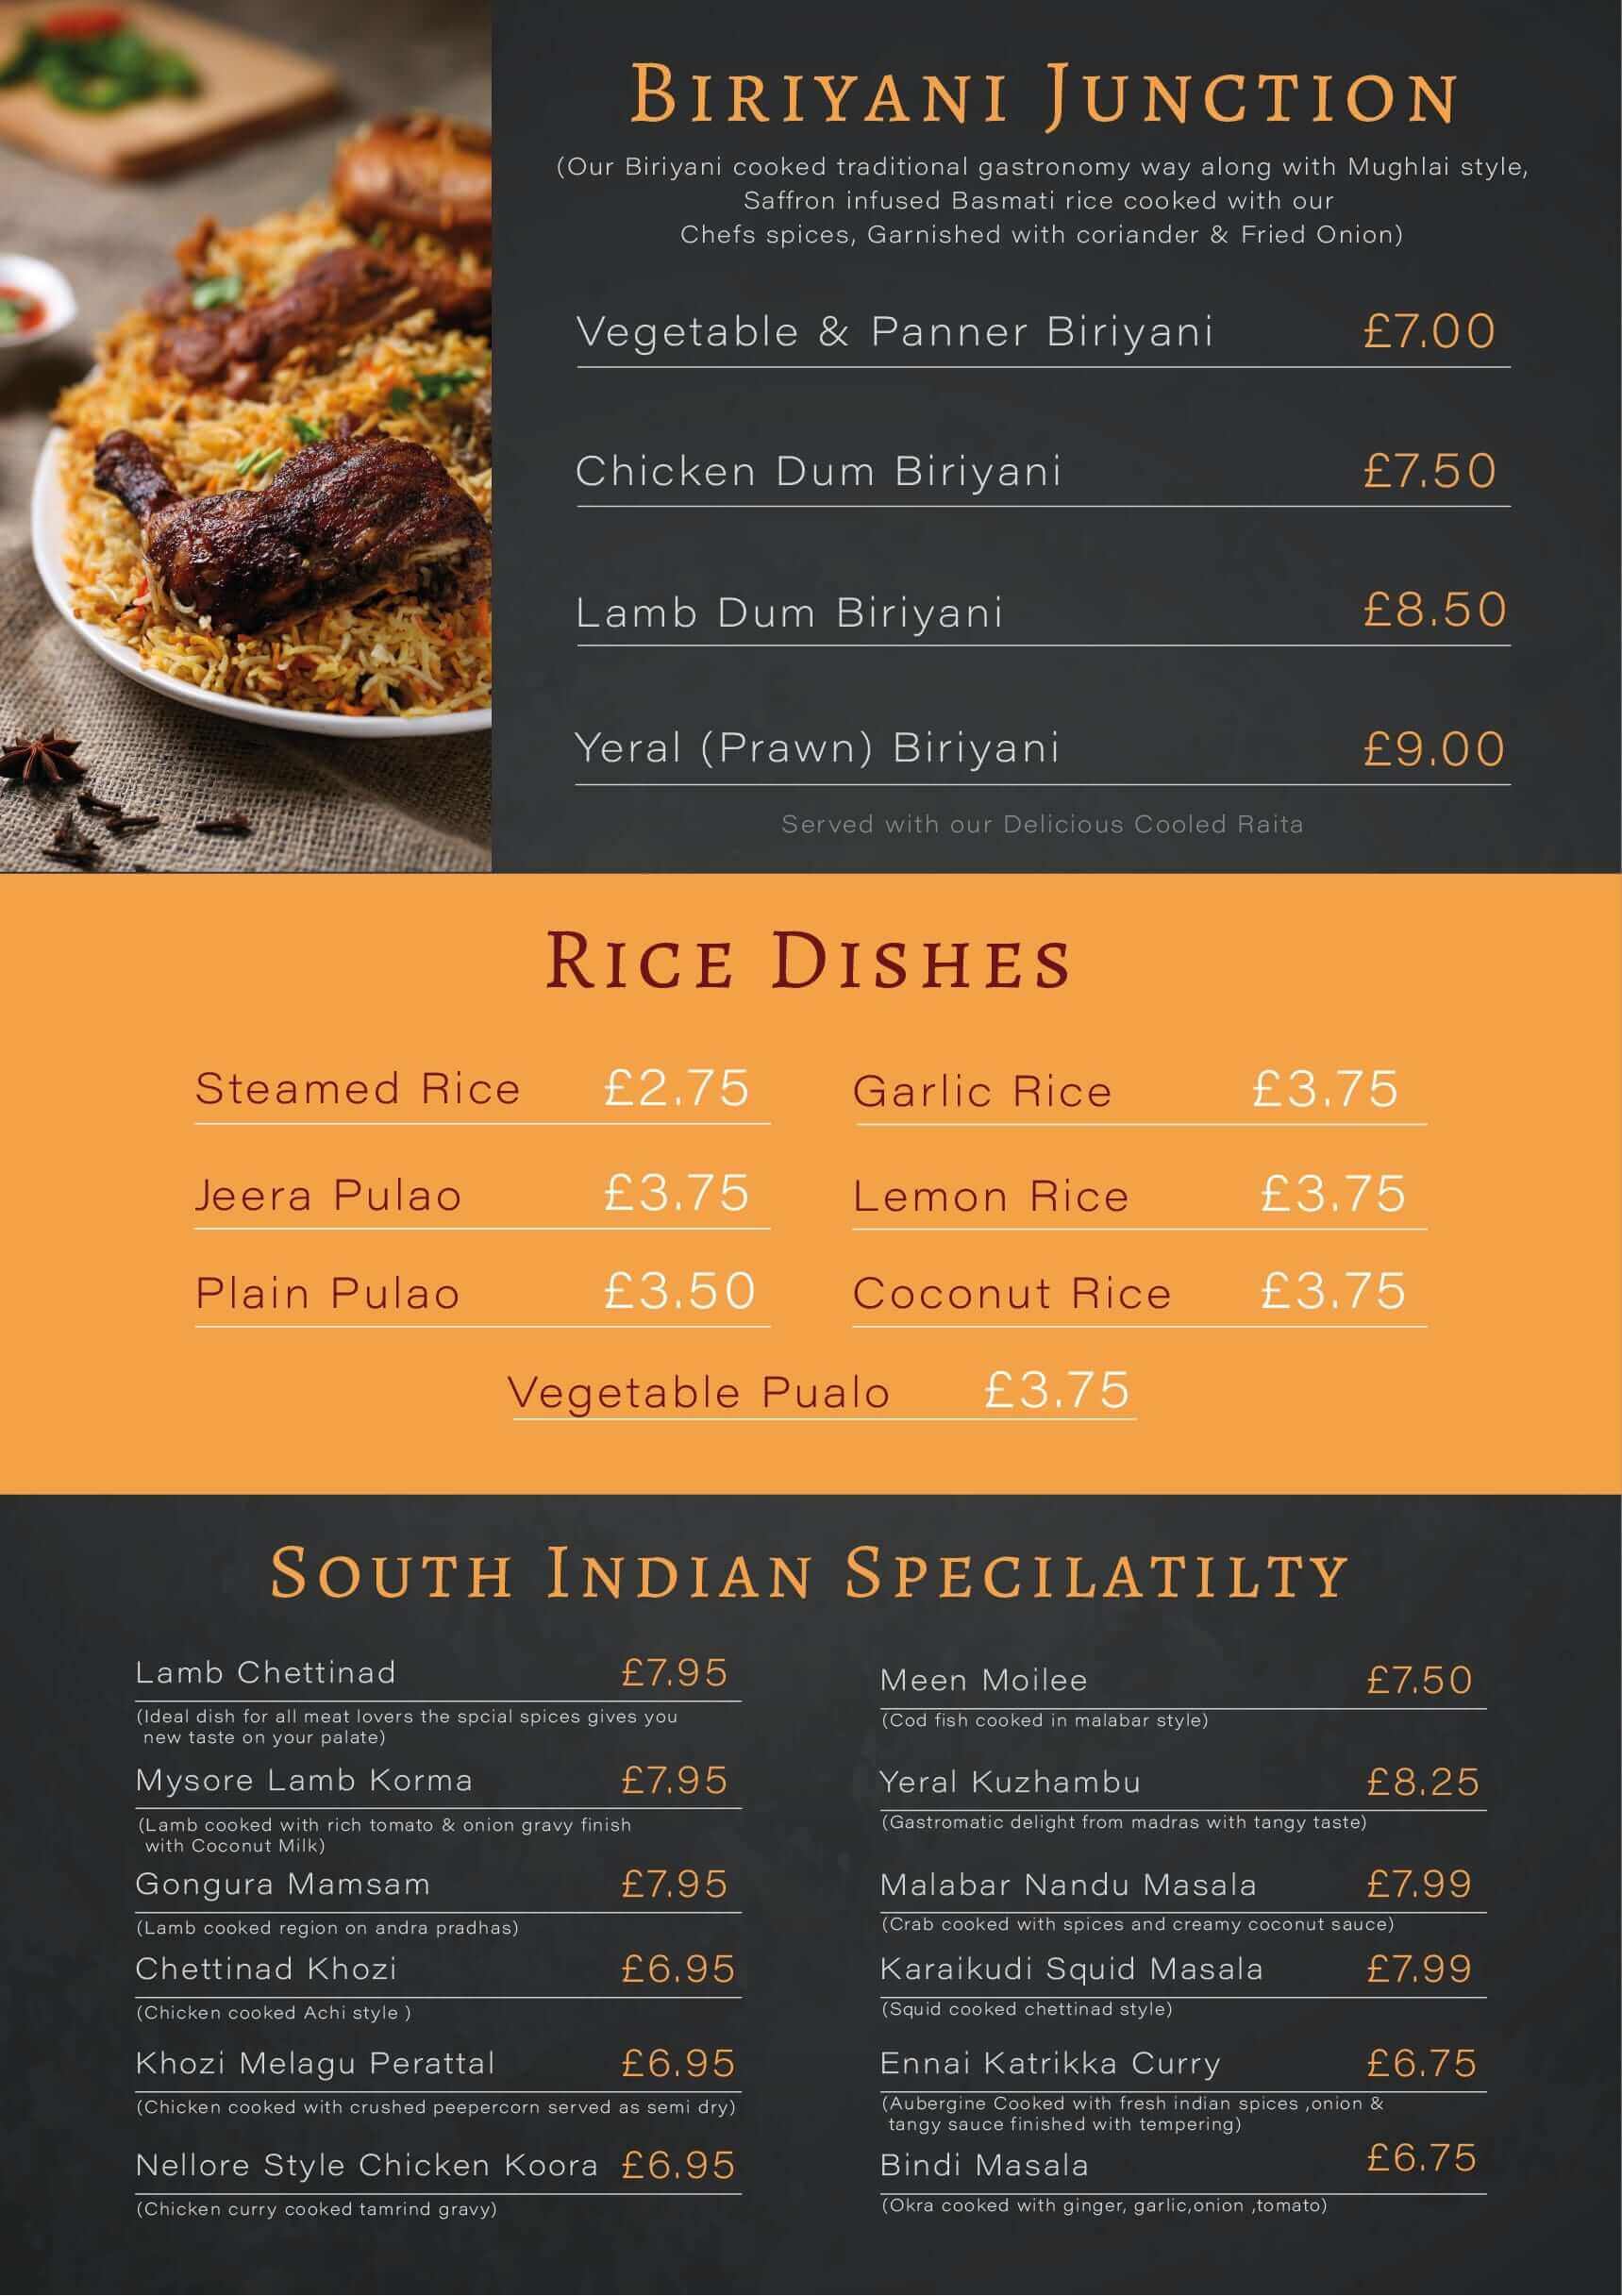 BIRIYANI JUNCTION
(Our Biriyani cooked traditional gastronomy way along with Mughlai style,
Saffron infused Basmati rice cooked with our
Chefs spices, Garnished with coriander & Fried Onion)
Vegetable & Panner Biriyani £7.00
Chicken Dum Biriyani £7.50
Lamb Dum Biriyani £8.50
Yeral (Prawn) Biriyani £9.00
Served with our Delicious Cooled Raita
RICE DISHES
Steamed Rice £2.75
Jeera Pulao £3.75
Plain Pulao £3.50
Garlic Rice £3.75
Lemon Rice £3.75
Coconut Rice £3.75
Vegetable Pualo £3.75
SOUTH INDIAN SPECILATILTY
Lamb Chettinad £7.95
(Ideal dish for all meat lovers the spcial spices gives you
new taste on your palate)
Mysore Lamb Korma £7.95
(Lamb cooked with rich tomato & onion gravy finish
with Coconut Milk)
Gongura Mamsam £7.95
(Lamb cooked region on andra pradhas)
Chettinad Khozi £6.95
(Chicken cooked Achi style )
Khozi Melagu Perattal £6.95
(Chicken cooked with crushed peepercorn served as semi dry)
Nellore Style Chicken Koora £6.95
(Chicken curry cooked tamrind gravy)
Meen Moilee £7.50
(Cod fish cooked in malabar style)
Yeral Kuzhambu £8.25
(Gastromatic delight from madras with tangy taste)
Malabar Nandu Masala £7.99
(Crab cooked with spices and creamy coconut sauce)
Karaikudi Squid Masala £7.99
(Squid cooked chettinad style)
Ennai Katrikka Curry £6.75
(Aubergine Cooked with fresh indian spices ,onion &
tangy sauce finished with tempering)
Bindi Masala £6.75
(Okra cooked with ginger, garlic,onion ,tomato)